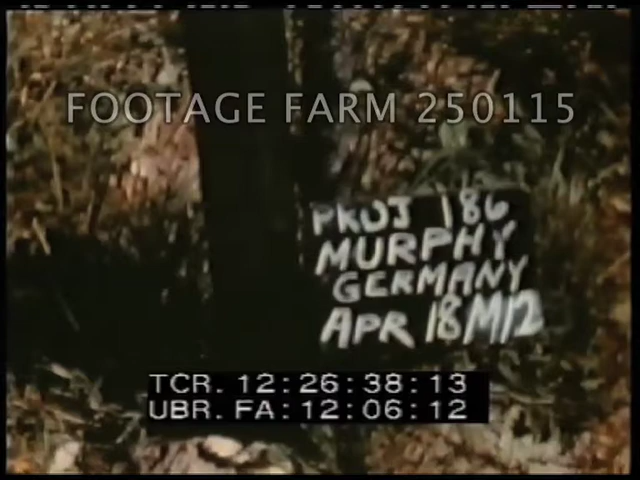 FOOTAGE FARM 250115
PROJ 186
MURPHY
GERMANY
APR 18 M12
TCR. 12:26:38:13
UBR. FA:12:06:12